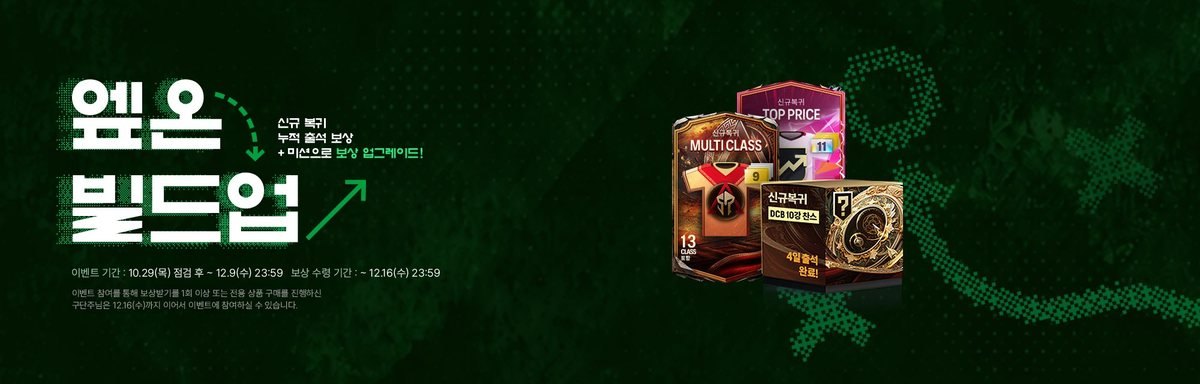 엪온
빌드업
신규 복귀
누적 출석 보상
+ 미션으로 보상 업그레이드!
이벤트 기간 : 10.29(목) 점검 후 ~ 12.9(수) 23:59 보상 수령 기간 : ~ 12.16(수) 23:59
이벤트 참여를 통해 보상받기를 1회 이상 또는 전용 상품 구매를 진행하신
구단주님은 12.16(수)까지 이어서 이벤트에 참여하실 수 있습니다.
신규복귀
TOP PRICE
11
신규복귀
MULTI CLASS
9
13
CLASS
포함
신규복귀
DCB 10강 찬스
?
4일 출석
완료!